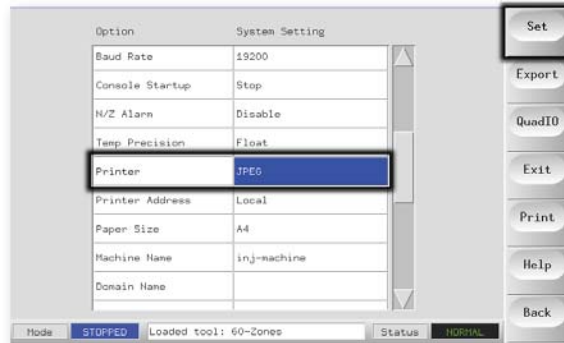 Option System Setting
Baud Rate 19200
Console Startup Stop
N/Z Alarm Disable
Temp Precision Float
Printer JPEG
Printer Address Local
Paper Size A4
Machine Name inj-machine
Domain Name
Set
Export
QuadIO
Exit
Print
Help
Back
Mode STOPPED Loaded tool: 60-Zones Status NORMAL